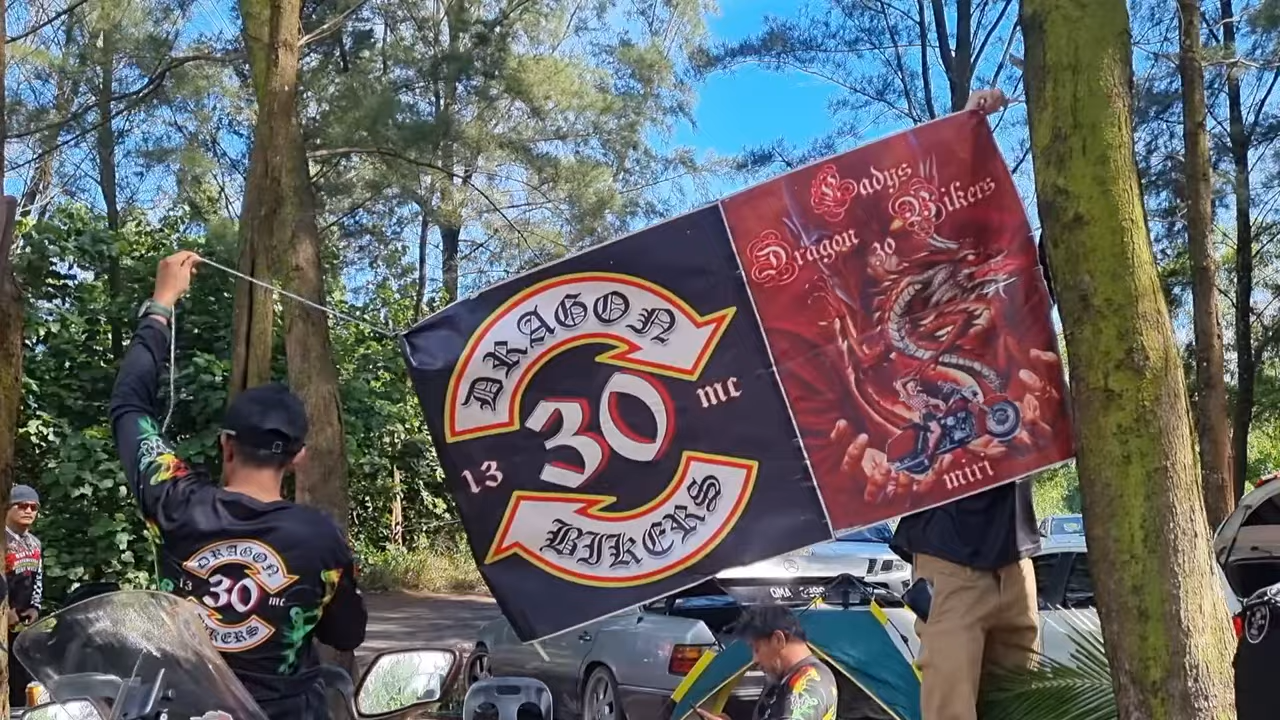 DRAGON
30
mc
13
BIKERS
Ladys
Bikers
Dragon 30
miri
DRAGON
13 30 mc
BIKERS